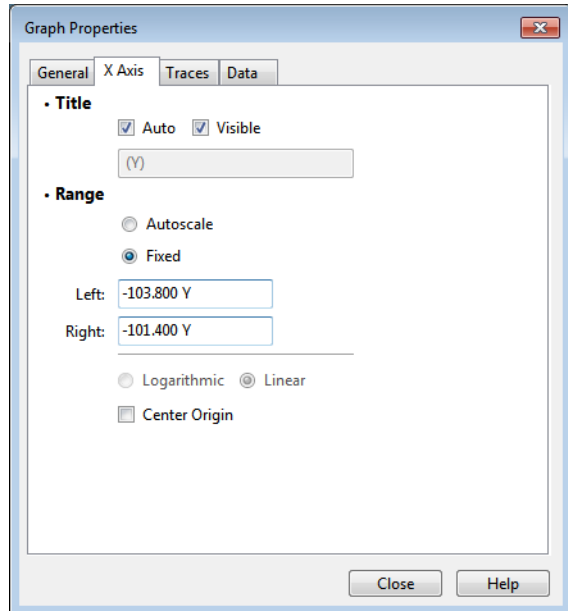 Graph Properties
General X Axis Traces Data
• Title
Auto Visible
(Y)
• Range
Autoscale
Fixed
Left: -103.800 Y
Right: -101.400 Y
Logarithmic Linear
Center Origin
Close Help